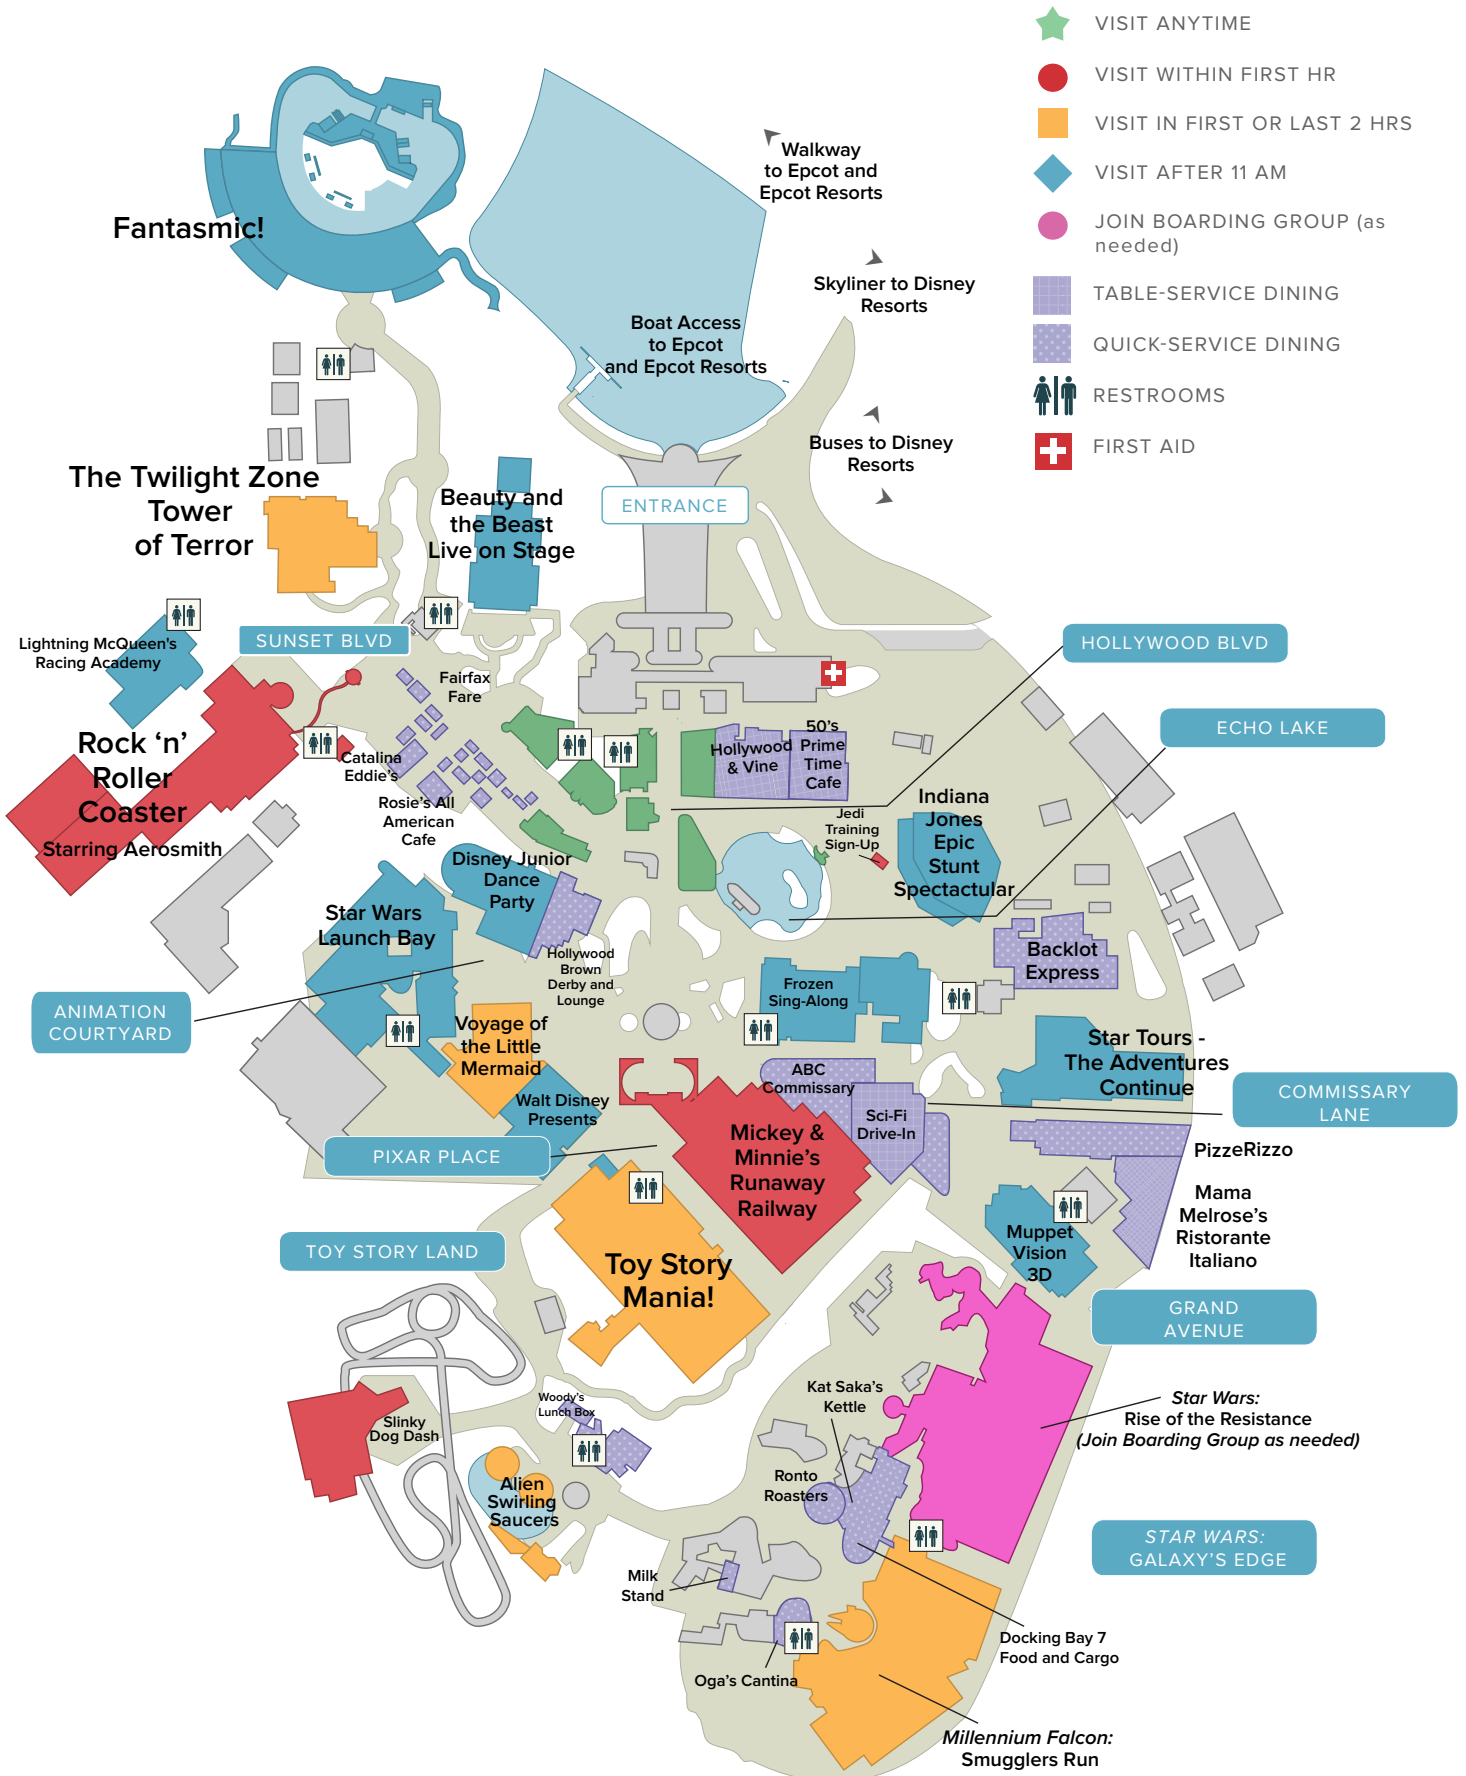 VISIT ANYTIME
VISIT WITHIN FIRST HR
VISIT IN FIRST OR LAST 2 HRS
VISIT AFTER 11 AM
JOIN BOARDING GROUP (as
needed)
TABLE-SERVICE DINING
QUICK-SERVICE DINING
RESTROOMS
FIRST AID
Walkway
to Epcot and
Epcot Resorts
Fantasmic!
Skyliner to Disney
Resorts
Boat Access
to Epcot
and Epcot Resorts
Buses to Disney
Resorts
The Twilight Zone
Tower
of Terror
Beauty and
the Beast
Live on Stage
ENTRANCE
Lightning McQueen's
Racing Academy
SUNSET BLVD
HOLLYWOOD BLVD
Fairfax
Fare
ECHO LAKE
Rock ‘n’
Roller
Coaster
Starring Aerosmith
Catalina
Eddie's
Rosie’s All
American
Cafe
Hollywood
& Vine
50’s
Prime
Time
Cafe
Jedi
Training
Sign-Up
Indiana
Jones
Epic
Stunt
Spectactular
Disney Junior
Dance
Party
Star Wars
Launch Bay
Hollywood
Brown
Derby and
Lounge
Backlot
Express
Frozen
Sing-Along
ANIMATION
COURTYARD
Voyage of
the Little
Mermaid
Star Tours -
The Adventures
Continue
Walt Disney
Presents
ABC
Commissary
Sci-Fi
Drive-In
COMMISSARY
LANE
PIXAR PLACE
Mickey &
Minnie’s
Runaway
Railway
PizzeRizzo
Mama
Melrose’s
Ristorante
Italiano
Muppet
Vision
3D
TOY STORY LAND
Toy Story
Mania!
GRAND
AVENUE
Slinky
Dog Dash
Woody’s
Lunch Box
Kat Saka’s
Kettle
Star Wars:
Rise of the Resistance
(Join Boarding Group as needed)
Ronto
Roasters
Alien
Swirling
Saucers
STAR WARS:
GALAXY’S EDGE
Milk
Stand
Docking Bay 7
Food and Cargo
Oga’s Cantina
Millennium Falcon:
Smugglers Run